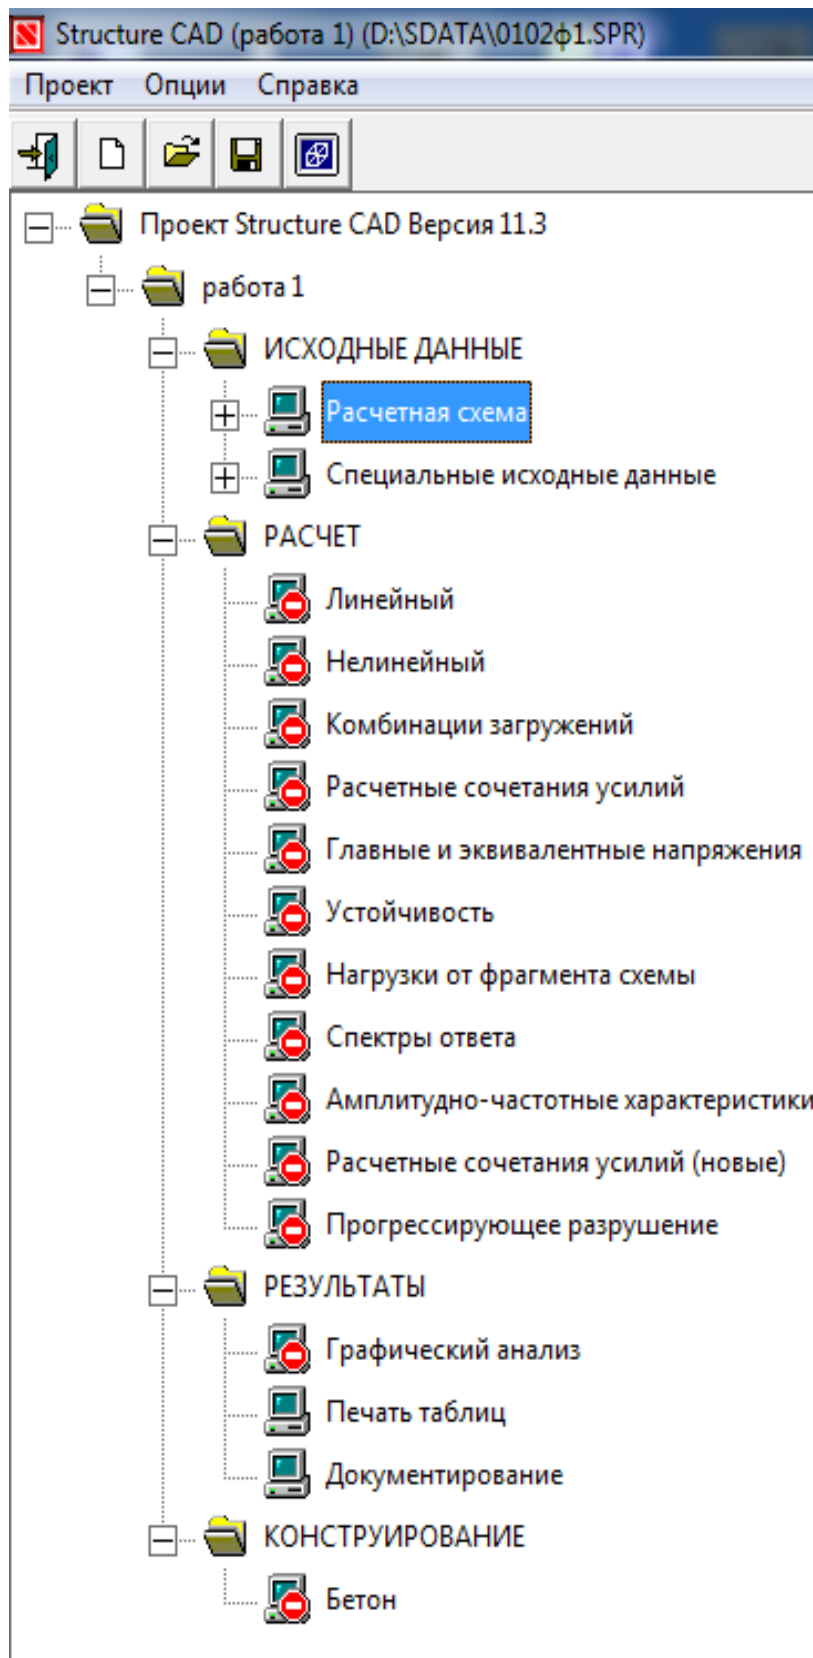 Structure CAD (работа 1) (D:\SDATA\0102ф1.SPR)
Проект Опции Справка
Проект Structure CAD Версия 11.3
работа 1
ИСХОДНЫЕ ДАННЫЕ
Расчетная схема
Специальные исходные данные
РАСЧЕТ
Линейный
Нелинейный
Комбинации загружений
Расчетные сочетания усилий
Главные и эквивалентные напряжения
Устойчивость
Нагрузки от фрагмента схемы
Спектры ответа
Амплитудно-частотные характеристики
Расчетные сочетания усилий (новые)
Прогрессирующее разрушение
РЕЗУЛЬТАТЫ
Графический анализ
Печать таблиц
Документирование
КОНСТРУИРОВАНИЕ
Бетон